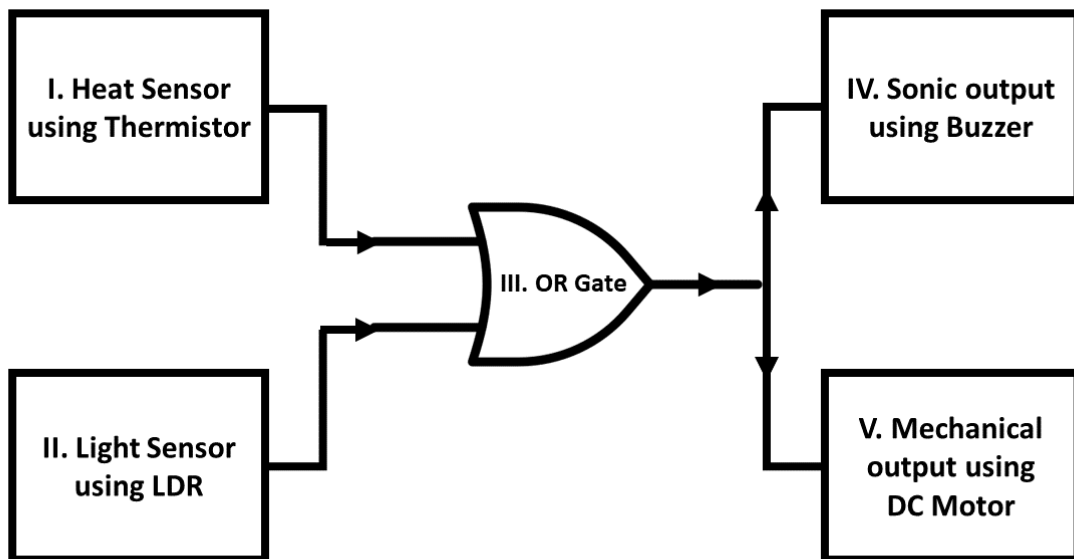 I. Heat Sensor
using Thermistor
IV. Sonic output
using Buzzer
III. OR Gate
II. Light Sensor
using LDR
V. Mechanical
output using
DC Motor